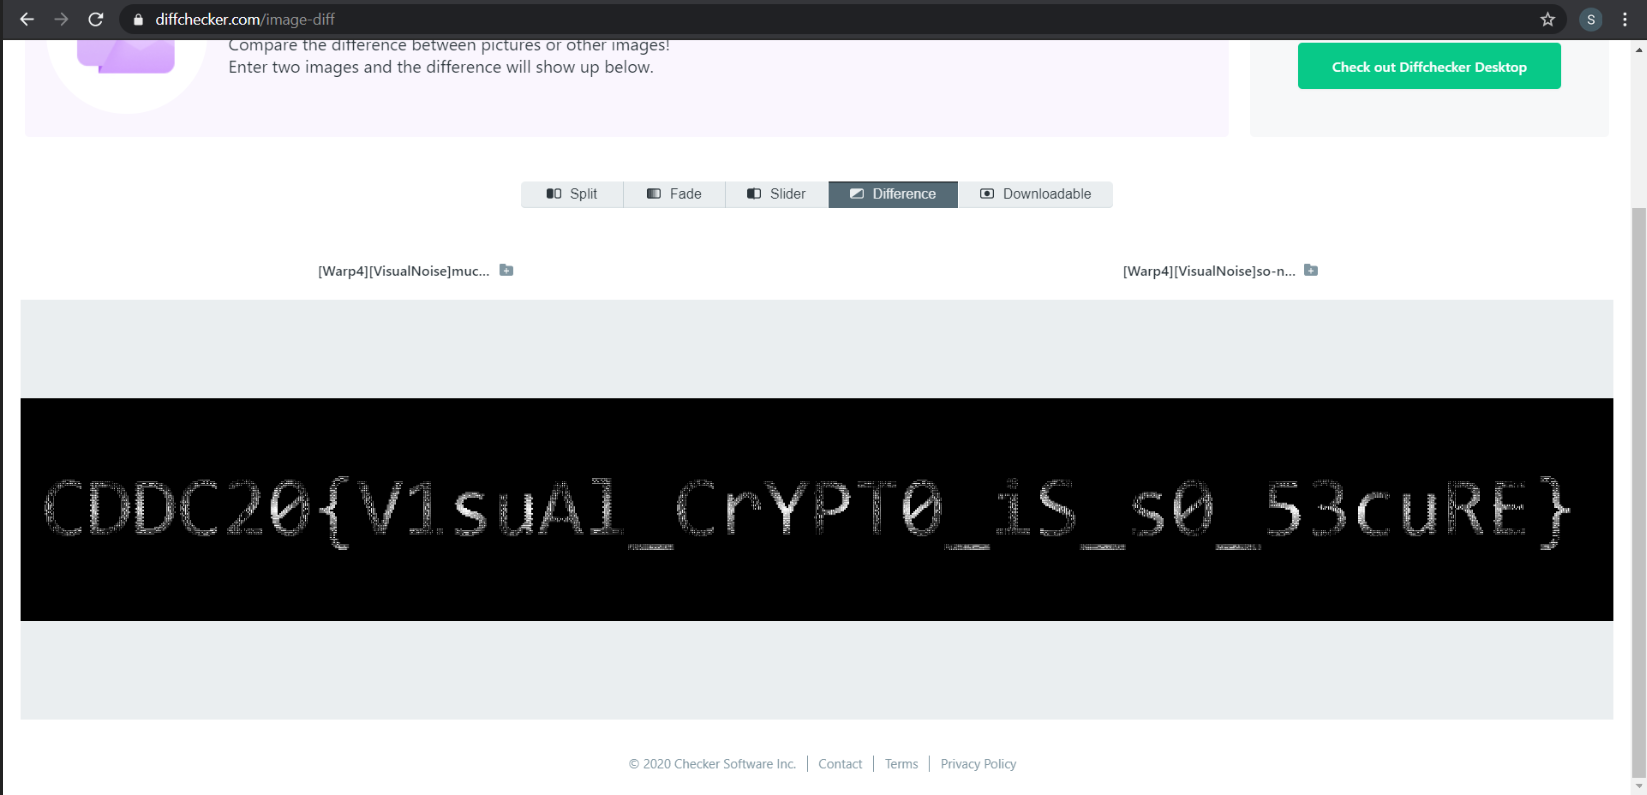 diffchecker.com/image-diff
S
Compare the difference between pictures or other images!
Enter two images and the difference will show up below.
Check out Diffchecker Desktop
Split Fade Slider Difference Downloadable
[Warp4][VisualNoise]muc... [Warp4][VisualNoise]so-n...
CDDC20{V1suAl_CrYPT0_iS_s0_53cuRE}
© 2020 Checker Software Inc. Contact Terms Privacy Policy